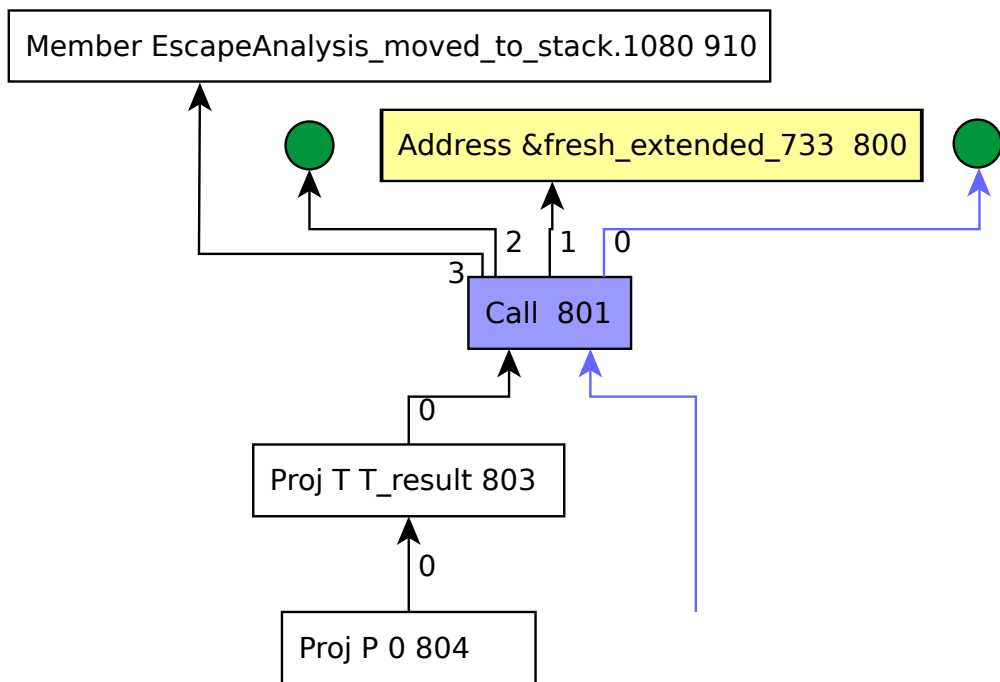 Member EscapeAnalysis_moved_to_stack.1080 910
Address &fresh_extended_733  800
2
1
0
3
Call  801
0
Proj T T_result 803
0
Proj P 0 804